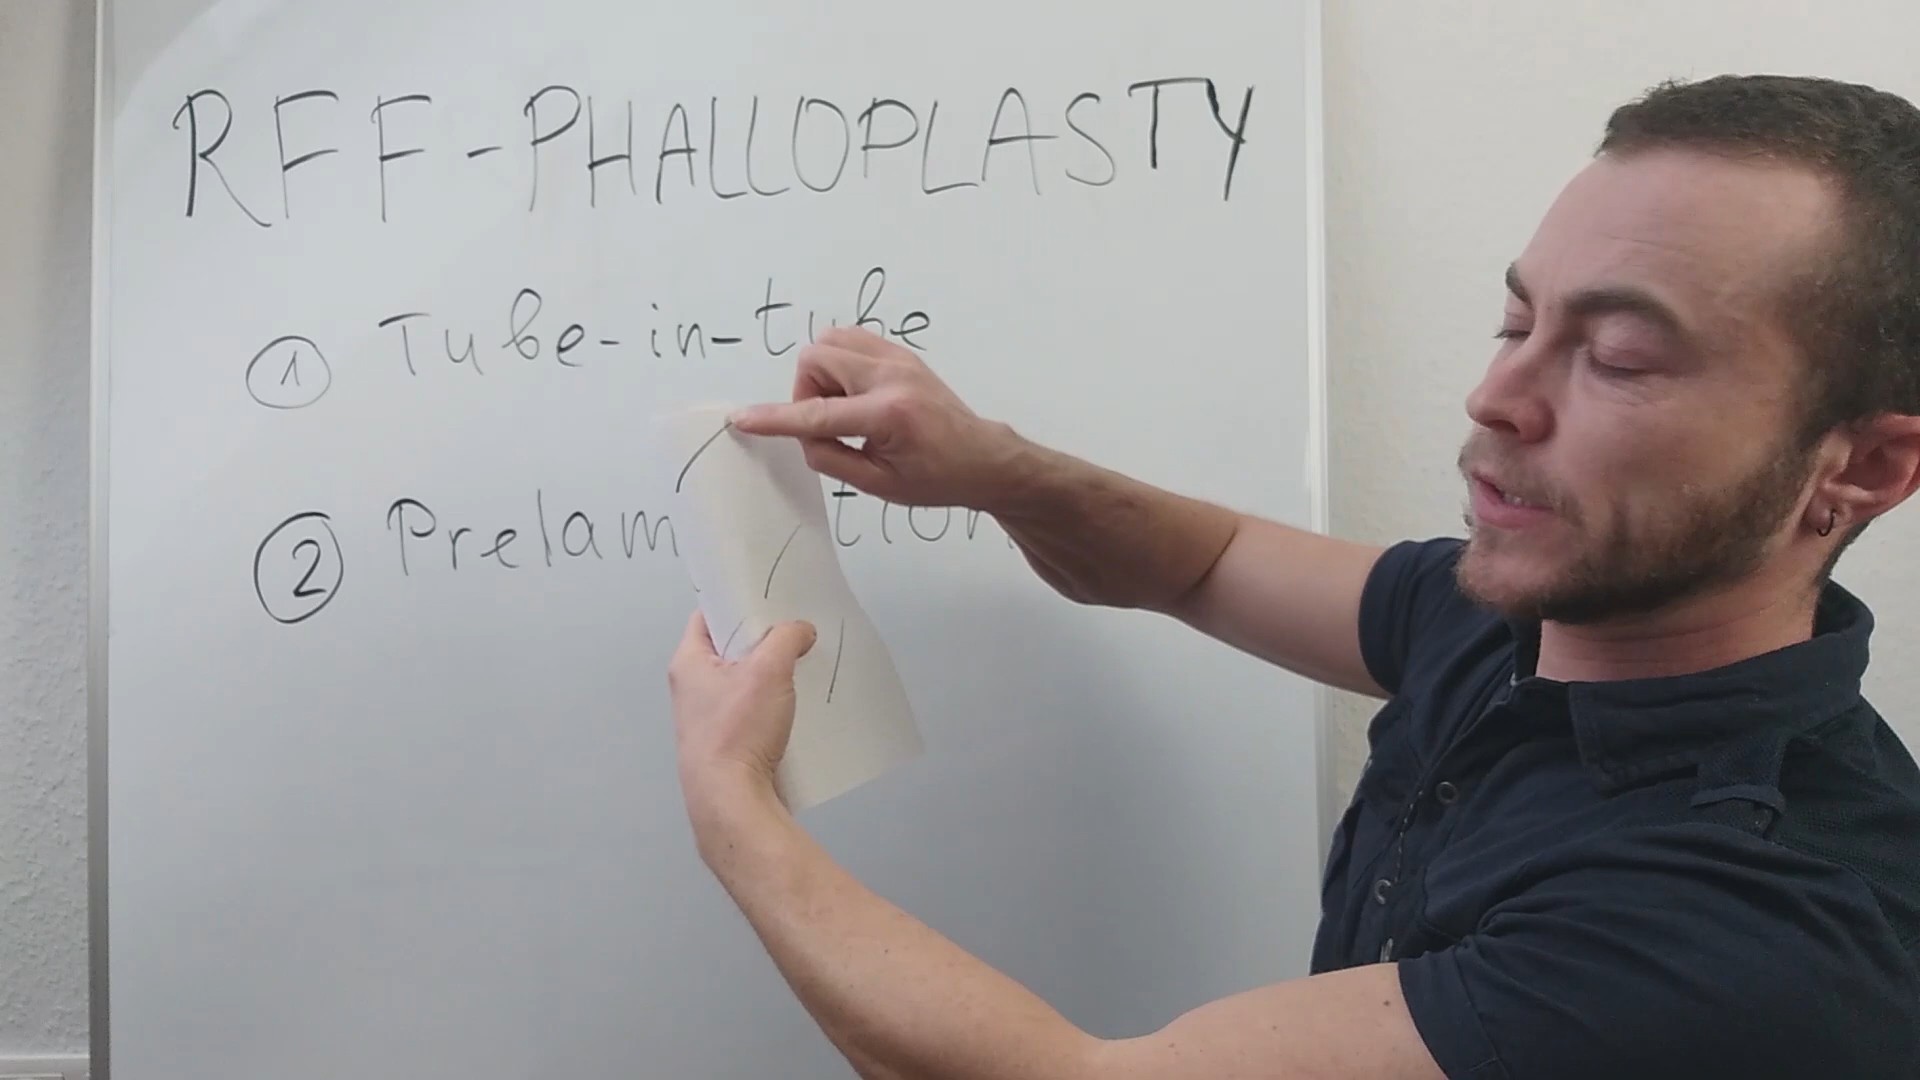 RFF-PHALLOPLASTY
① Tube-in-tube
② Prelam tion